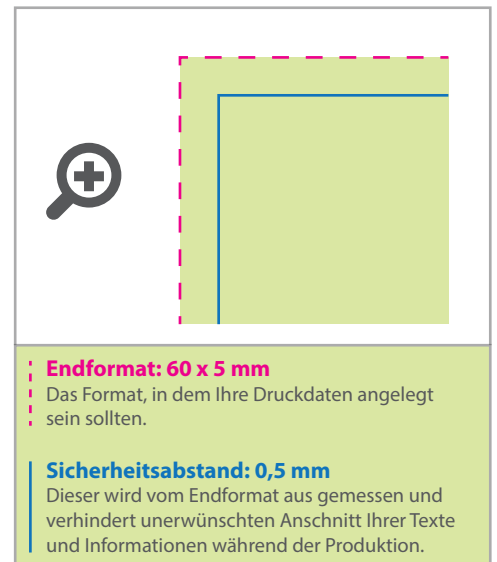 Endformat: 60 x 5 mm
Das Format, in dem Ihre Druckdaten angelegt
sein sollten.
Sicherheitsabstand: 0,5 mm
Dieser wird vom Endformat aus gemessen und
verhindert unerwünschten Anschnitt Ihrer Texte
und Informationen während der Produktion.